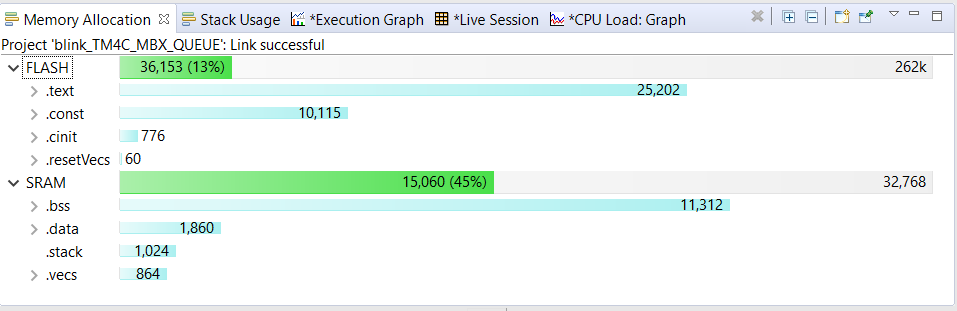 Memory Allocation Stack Usage *Execution Graph *Live Session *CPU Load: Graph
Project 'blink_TM4C_MBX_QUEUE': Link successful
FLASH 36,153 (13%) 262k
.text 25,202
.const 10,115
.cinit 776
.resetVecs 60
SRAM 15,060 (45%) 32,768
.bss 11,312
.data 1,860
.stack 1,024
.vecs 864